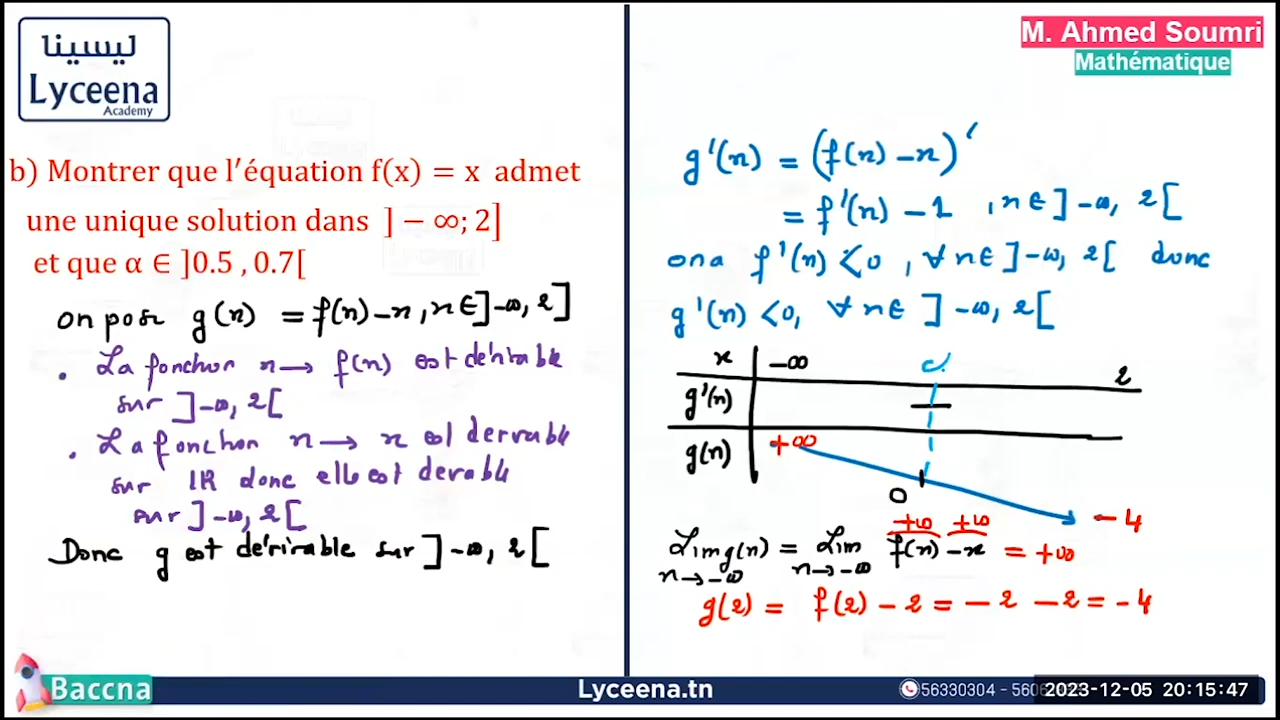 ليسينا
Lyceena
Academy
b) Montrer que l'équation f(x) = x admet
une unique solution dans ]−∞; 2]
et que α ∈ ]0.5 , 0.7[
on pose g(x) = f(x) − x , x ∈ ]−∞, 2]
. La fonction x → f(x) est dérivable
sur ]−∞, 2[
. La fonction x → x est dervable
sur IR donc elle est derable
sur ]−∞, 2[
Donc g est dérivable sur ]−∞, 2[
M. Ahmed Soumri
Mathématique
g'(x) = (f(x) − x)'
= f'(x) − 1 , x ∈ ]−∞, 2[
on a f'(x) < 0 , ∀ x ∈ ]−∞, 2[ donc
g'(x) < 0, ∀ x ∈ ]−∞, 2[
x −∞ α 2
g'(x) −
g(x) +∞ 0 −4
+∞ +∞
Lim g(x) = Lim f(x) − x = +∞
x → −∞ x → −∞
g(2) = f(2) − 2 = − 2 − 2 = − 4
Baccna
Lyceena.tn
56330304 - 560
2023-12-05 20:15:47